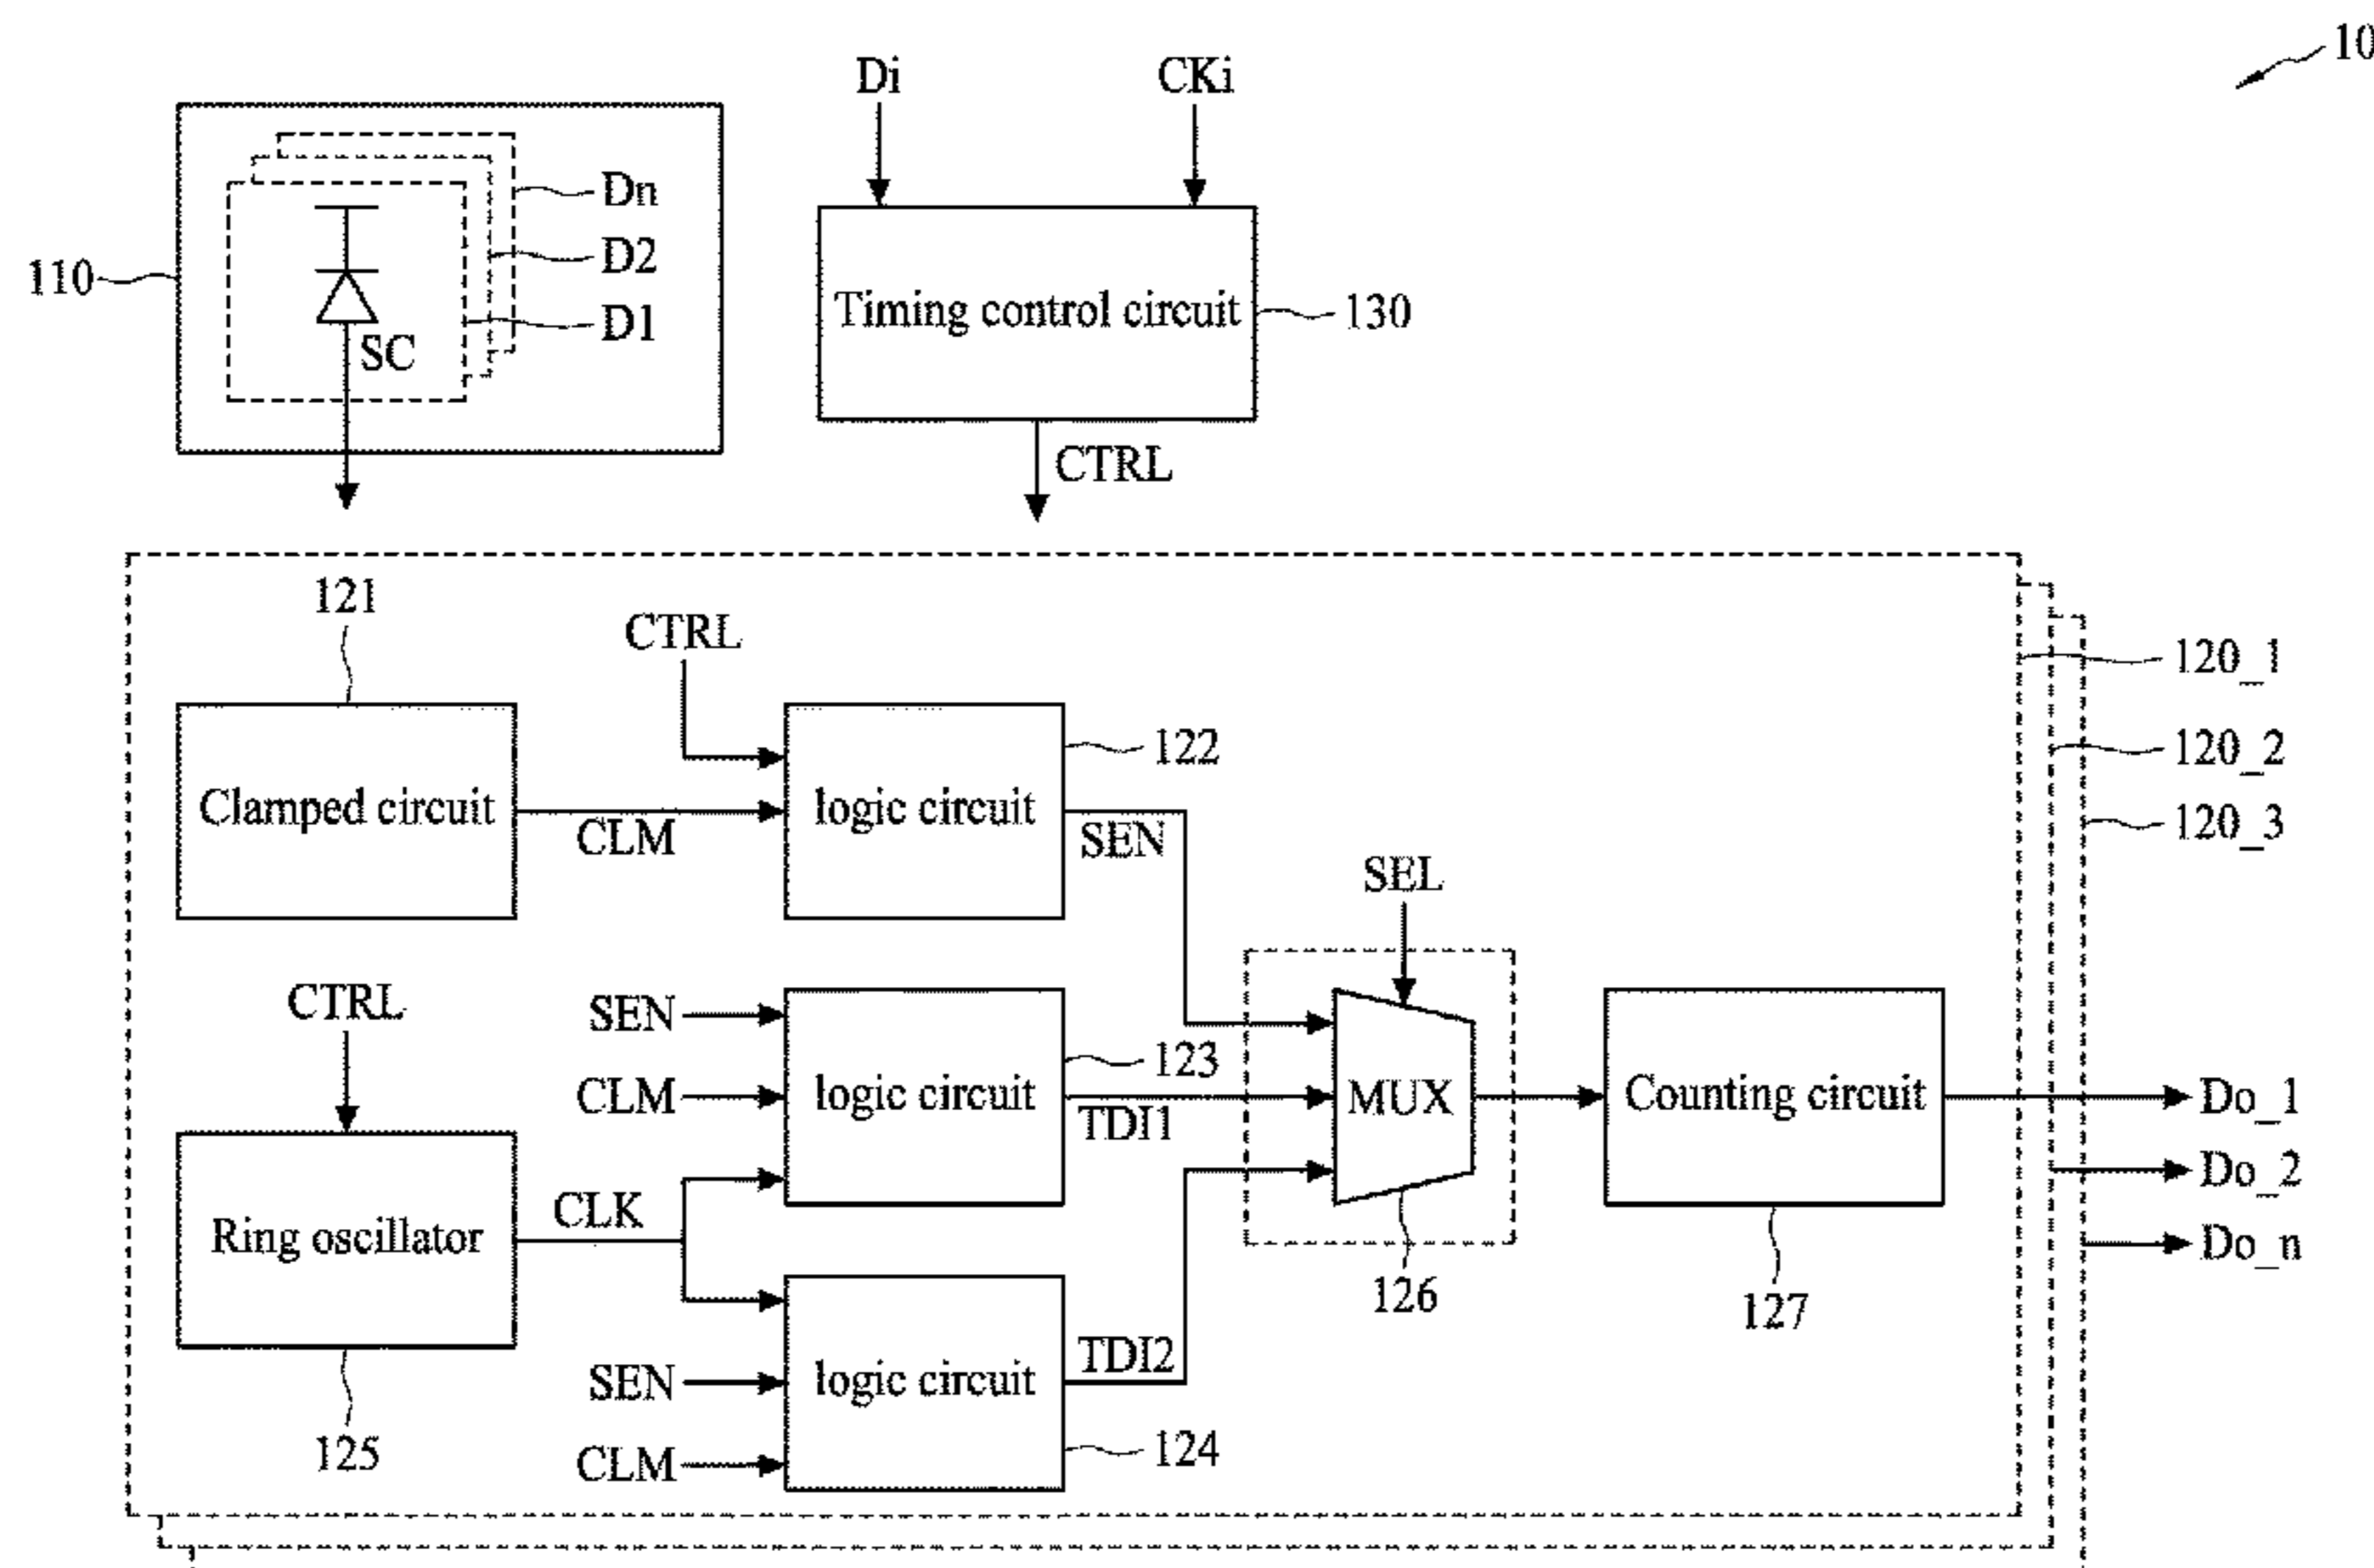 10
Di
CKi
Dn
D2
D1
110
SC
Timing control circuit
130
CTRL
121
CTRL
120_1
122
120_2
Clamped circuit
CLM
logic circuit
SEN
120_3
SEL
CTRL
SEN
123
CLM
logic circuit
TDI1
MUX
Counting circuit
Do_1
Do_2
Do_n
Ring oscillator
CLK
126
127
SEN
logic circuit
TDI2
125
CLM
124